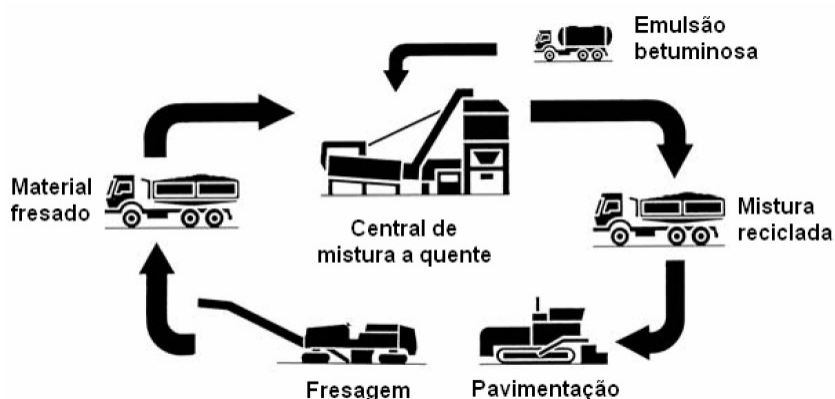 Emulsão
betuminosa
Material
fresado
Central de
mistura a quente
Mistura
reciclada
Fresagem
Pavimentação